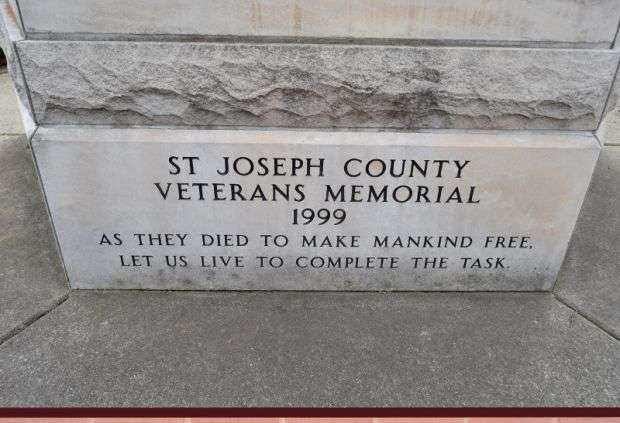 ST JOSEPH COUNTY
VETERANS MEMORIAL
1999
AS THEY DIED TO MAKE MANKIND FREE,
LET US LIVE TO COMPLETE THE TASK.